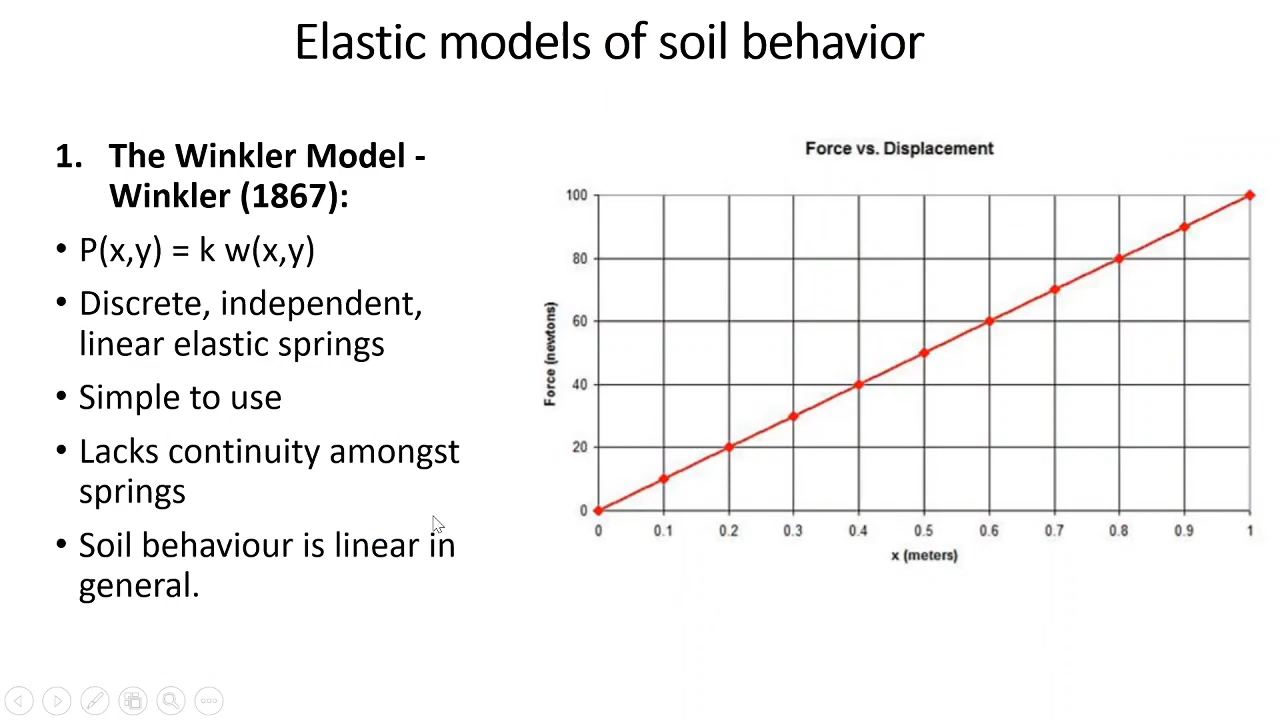 Elastic models of soil behavior
1. The Winkler Model -
Winkler (1867):
• P(x,y) = k w(x,y)
• Discrete, independent,
linear elastic springs
• Simple to use
• Lacks continuity amongst
springs
• Soil behaviour is linear in
general.
Force vs. Displacement
Force (newtons)
100
80
60
40
20
0
0 0.1 0.2 0.3 0.4 0.5 0.6 0.7 0.8 0.9 1
x (meters)